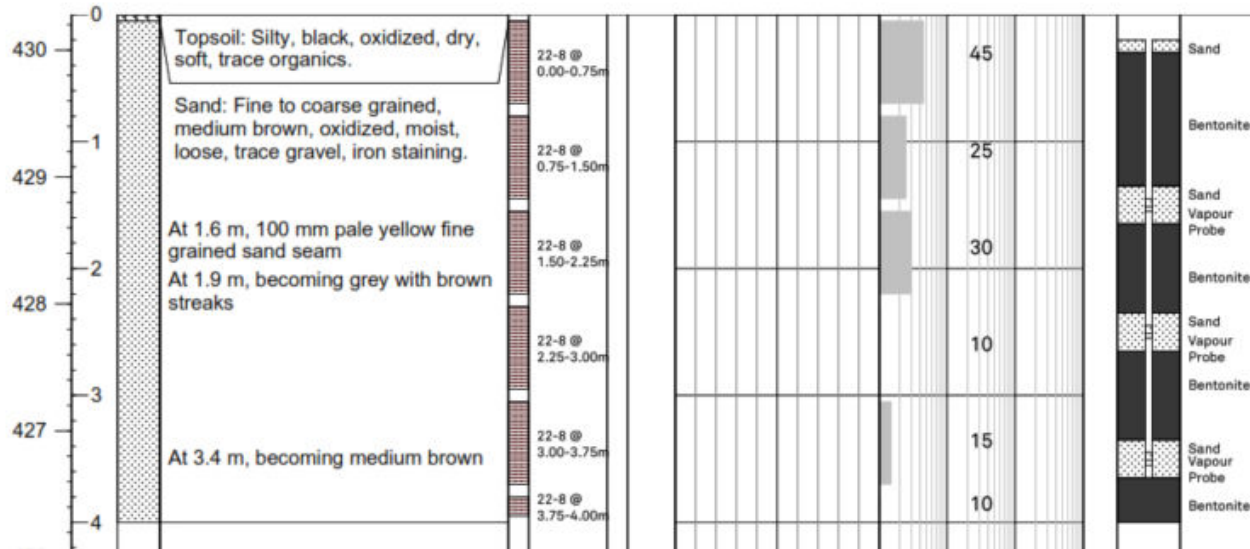 0
430
1
429
2
428
3
427
4
Topsoil: Silty, black, oxidized, dry,
soft, trace organics.
Sand: Fine to coarse grained,
medium brown, oxidized, moist,
loose, trace gravel, iron staining.
At 1.6 m, 100 mm pale yellow fine
grained sand seam
At 1.9 m, becoming grey with brown
streaks
At 3.4 m, becoming medium brown
22-8 @
0.00-0.75m
22-8 @
0.75-1.50m
22-8 @
1.50-2.25m
22-8 @
2.25-3.00m
22-8 @
3.00-3.75m
22-8 @
3.75-4.00m
45
25
30
10
15
10
Sand
Bentonite
Sand
Vapour
Probe
Bentonite
Sand
Vapour
Probe
Bentonite
Sand
Vapour
Probe
Bentonite